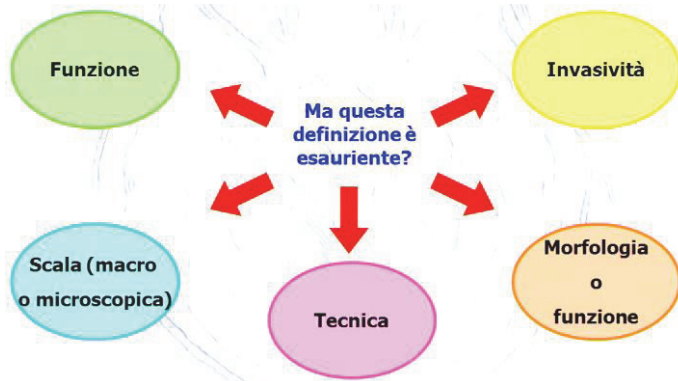 Funzione
Invasività
Ma questa
definizione è
esauriente?
Scala (macro
o microscopica)
Tecnica
Morfologia
o
funzione